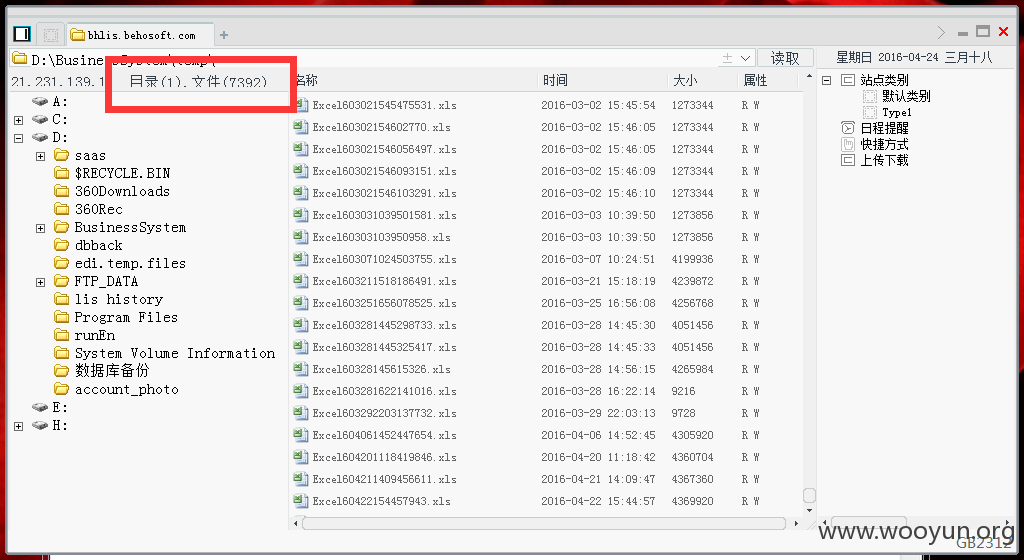 bhlis.behosoft.com
D:\BusinessSystem\temp\
读取
星期日 2016-04-24 三月十八
21.231.139.1
目录(1),文件(7392)
名称 时间 大小 属性
A:
C:
D:
saas
$RECYCLE.BIN
360Downloads
360Rec
BusinessSystem
dbback
edi.temp.files
FTP_DATA
lis history
Program Files
runEn
System Volume Information
数据库备份
account_photo
E:
H:
Excel603021545475531.xls 2016-03-02 15:45:54 1273344 R W
Excel60302154602770.xls 2016-03-02 15:46:05 1273344 R W
Excel603021546056497.xls 2016-03-02 15:46:05 1273344 R W
Excel603021546093151.xls 2016-03-02 15:46:09 1273344 R W
Excel603021546103291.xls 2016-03-02 15:46:10 1273344 R W
Excel603031039501581.xls 2016-03-03 10:39:50 1273856 R W
Excel60303103950958.xls 2016-03-03 10:39:50 1273856 R W
Excel603071024503755.xls 2016-03-07 10:24:51 4199936 R W
Excel603211518186491.xls 2016-03-21 15:18:19 4239872 R W
Excel603251656078525.xls 2016-03-25 16:56:08 4256768 R W
Excel603281445298733.xls 2016-03-28 14:45:30 4051456 R W
Excel603281445325417.xls 2016-03-28 14:45:33 4051456 R W
Excel60328145615326.xls 2016-03-28 14:56:15 4265984 R W
Excel603281622141016.xls 2016-03-28 16:22:14 9216 R W
Excel603292203137732.xls 2016-03-29 22:03:13 9728 R W
Excel604061452447654.xls 2016-04-06 14:52:45 4305920 R W
Excel604201118419846.xls 2016-04-20 11:18:42 4360704 R W
Excel604211409456611.xls 2016-04-21 14:09:47 4367360 R W
Excel604221544579​43.xls 2016-04-22 15:44:57 4369920 R W
站点类别
默认类别
Type1
日程提醒
快捷方式
上传下载
www.wooyun.org
GB2312